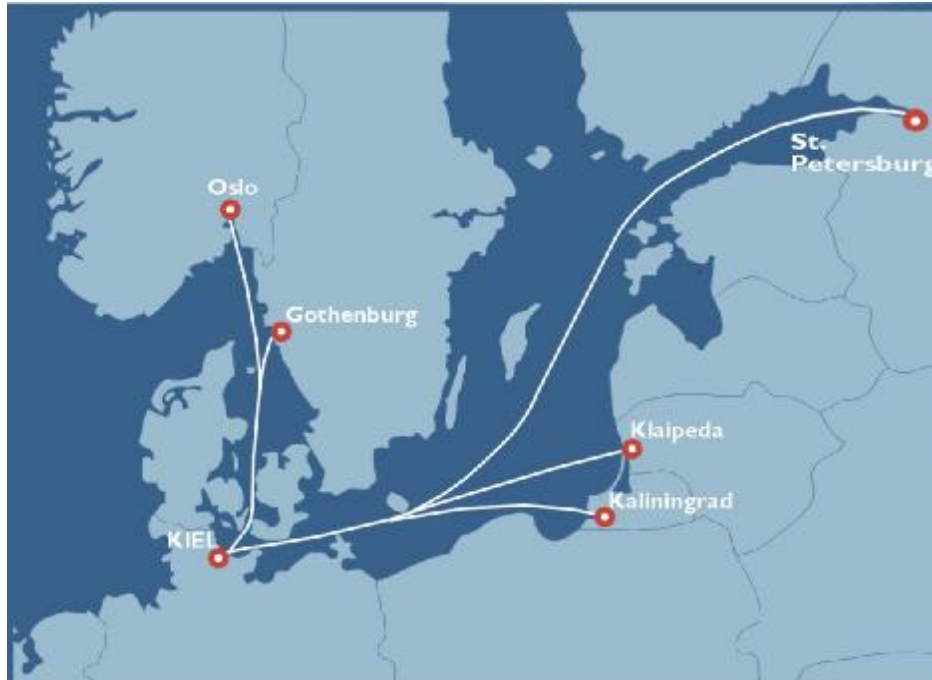 Oslo
St.
Petersburg
Gothenburg
Klaipeda
Kaliningrad
KIEL